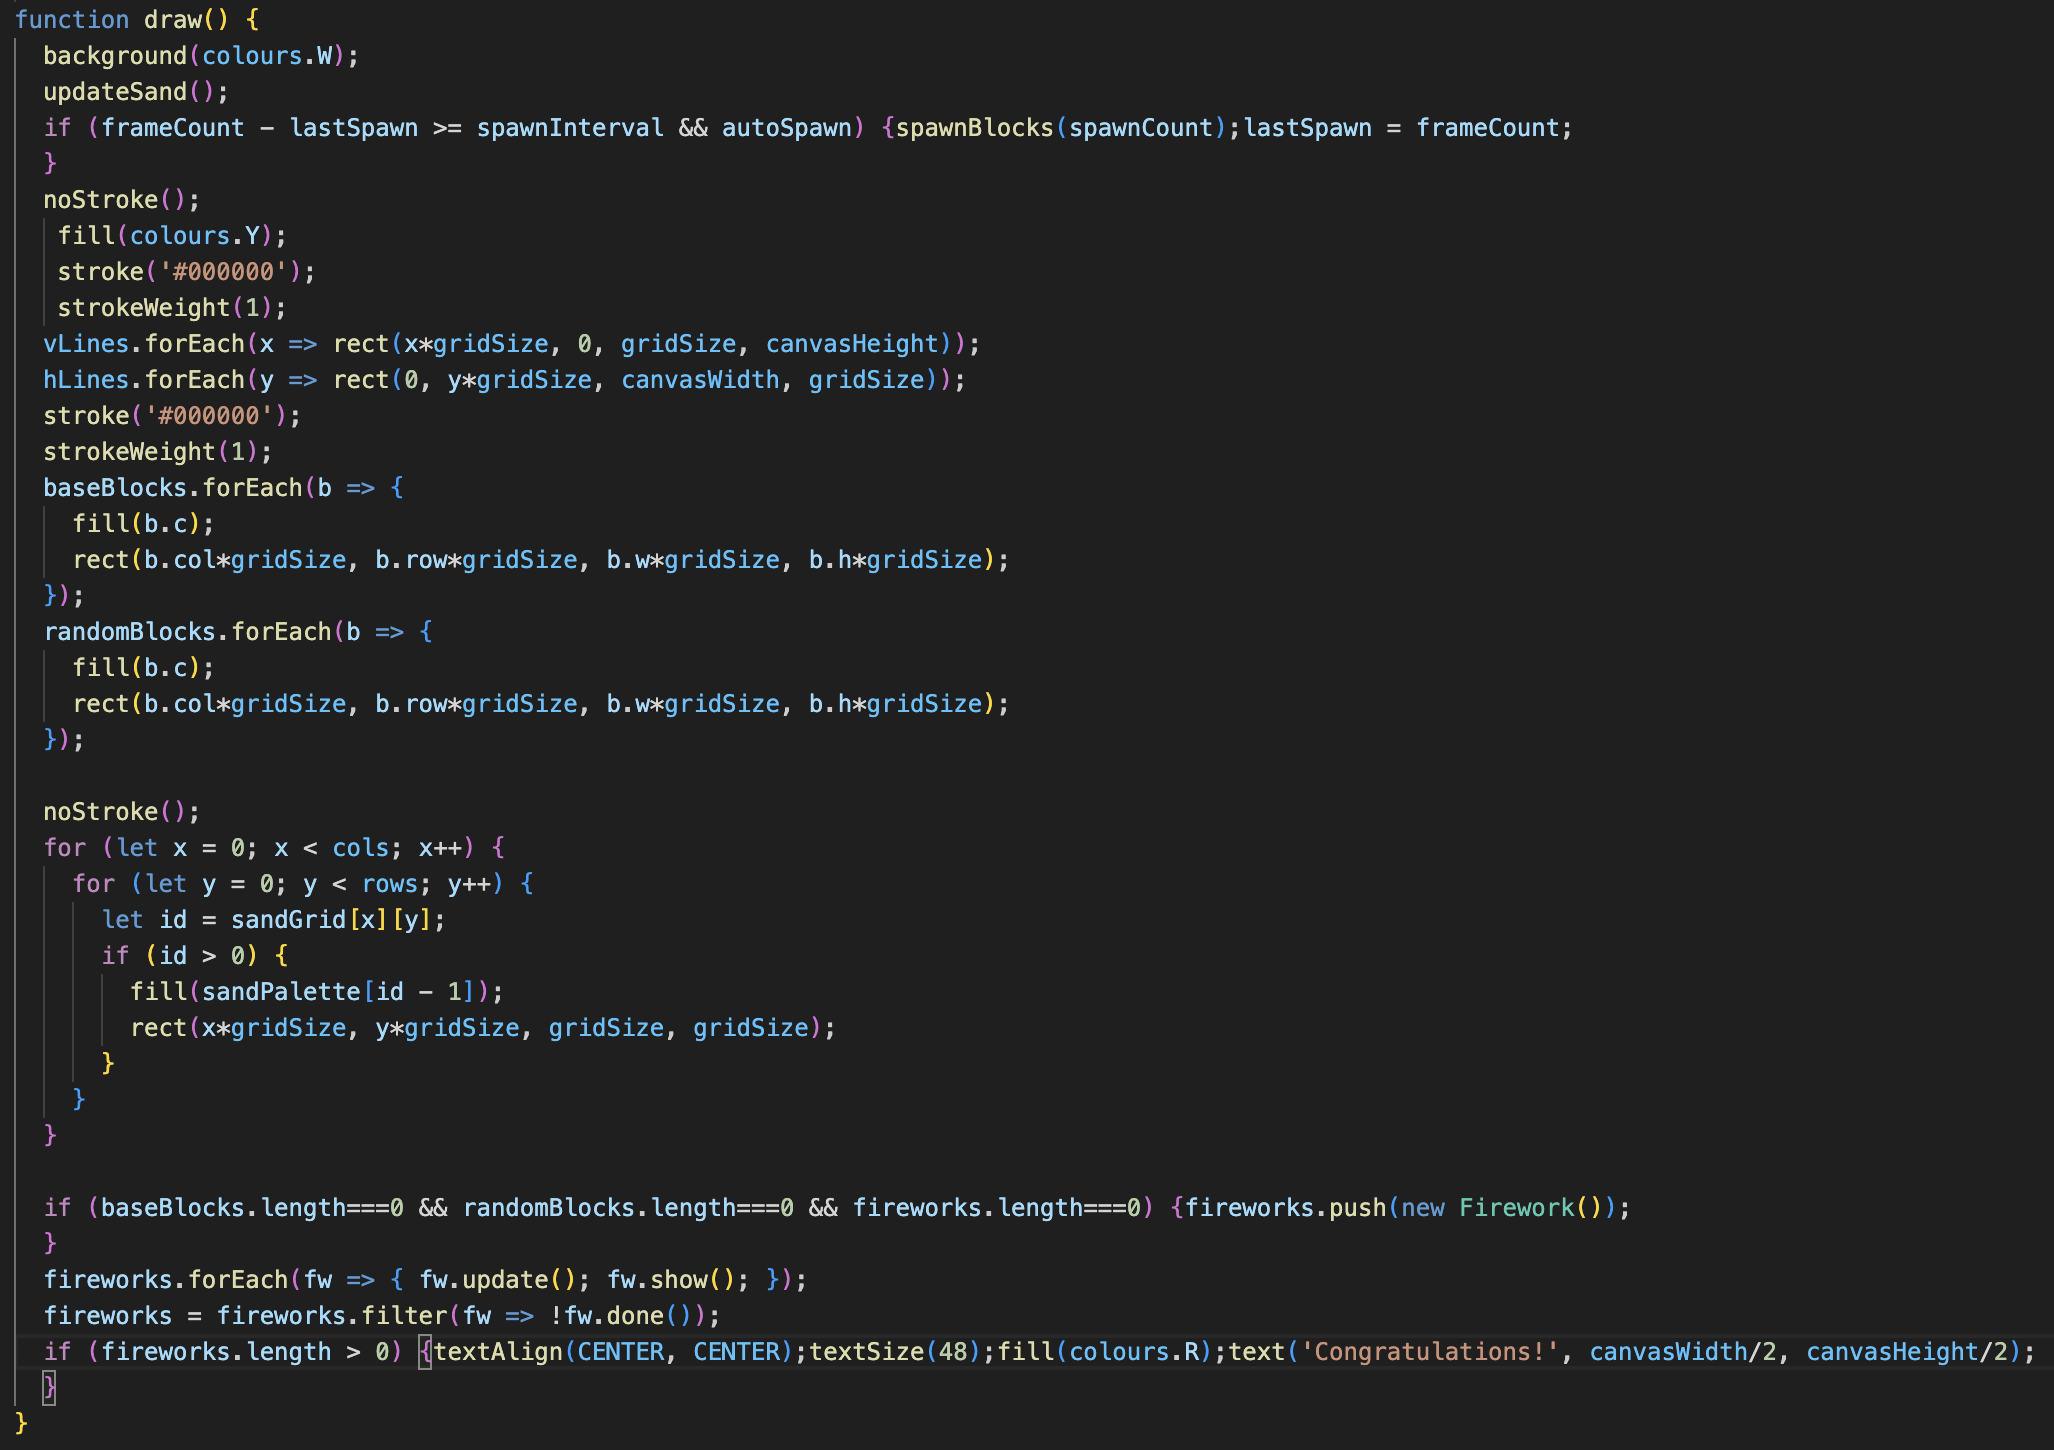 function draw() {
  background(colours.W);
  updateSand();
  if (frameCount - lastSpawn >= spawnInterval && autoSpawn) {spawnBlocks(spawnCount);lastSpawn = frameCount;
  }
  noStroke();
   fill(colours.Y);
   stroke('#000000');
   strokeWeight(1);
  vLines.forEach(x => rect(x*gridSize, 0, gridSize, canvasHeight));
  hLines.forEach(y => rect(0, y*gridSize, canvasWidth, gridSize));
  stroke('#000000');
  strokeWeight(1);
  baseBlocks.forEach(b => {
    fill(b.c);
    rect(b.col*gridSize, b.row*gridSize, b.w*gridSize, b.h*gridSize);
  });
  randomBlocks.forEach(b => {
    fill(b.c);
    rect(b.col*gridSize, b.row*gridSize, b.w*gridSize, b.h*gridSize);
  });

  noStroke();
  for (let x = 0; x < cols; x++) {
    for (let y = 0; y < rows; y++) {
      let id = sandGrid[x][y];
      if (id > 0) {
        fill(sandPalette[id - 1]);
        rect(x*gridSize, y*gridSize, gridSize, gridSize);
      }
    }
  }

  if (baseBlocks.length===0 && randomBlocks.length===0 && fireworks.length===0) {fireworks.push(new Firework());
  }
  fireworks.forEach(fw => { fw.update(); fw.show(); });
  fireworks = fireworks.filter(fw => !fw.done());
  if (fireworks.length > 0) {textAlign(CENTER, CENTER);textSize(48);fill(colours.R);text('Congratulations!', canvasWidth/2, canvasHeight/2);
  }
}